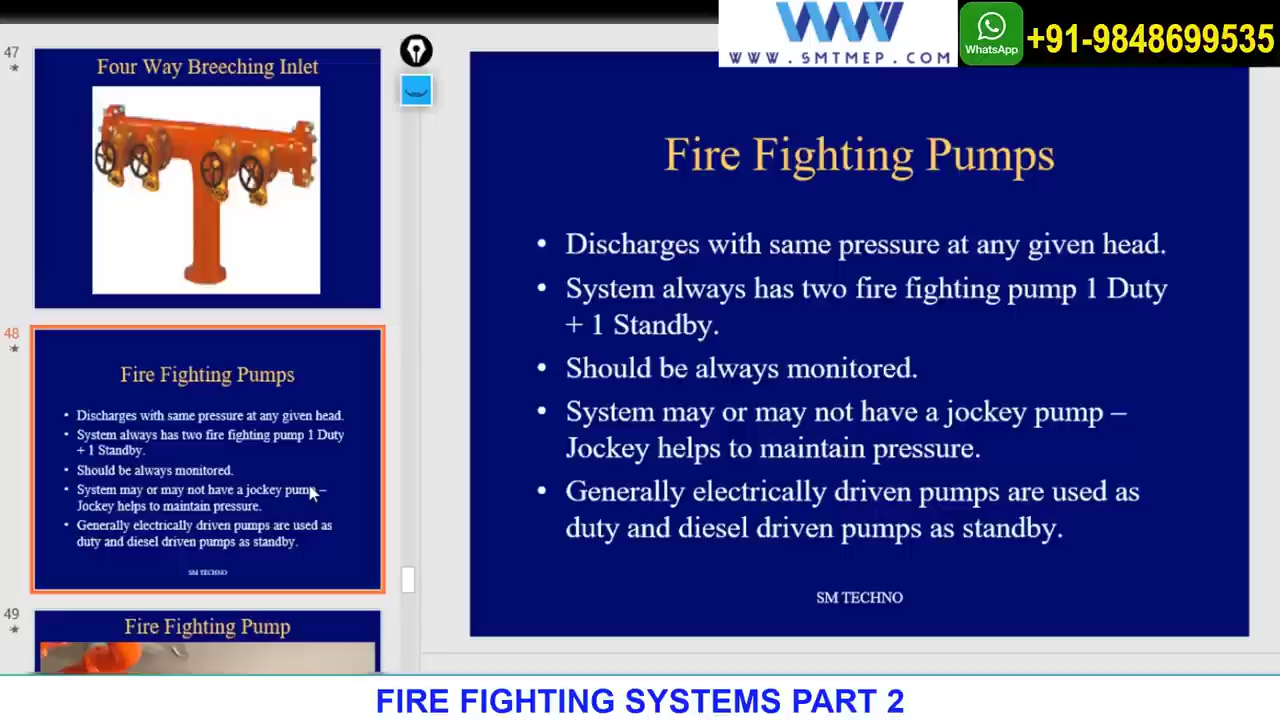 WWW.SMTMEP.COM
WhatsApp
+91-9848699535
47
Four Way Breeching Inlet
48
Fire Fighting Pumps
• Discharges with same pressure at any given head.
• System always has two fire fighting pump 1 Duty
+ 1 Standby.
• Should be always monitored.
• System may or may not have a jockey pump –
Jockey helps to maintain pressure.
• Generally electrically driven pumps are used as
duty and diesel driven pumps as standby.
SM TECHNO
49
Fire Fighting Pump
Fire Fighting Pumps
• Discharges with same pressure at any given head.
• System always has two fire fighting pump 1 Duty
+ 1 Standby.
• Should be always monitored.
• System may or may not have a jockey pump –
Jockey helps to maintain pressure.
• Generally electrically driven pumps are used as
duty and diesel driven pumps as standby.
SM TECHNO
FIRE FIGHTING SYSTEMS PART 2